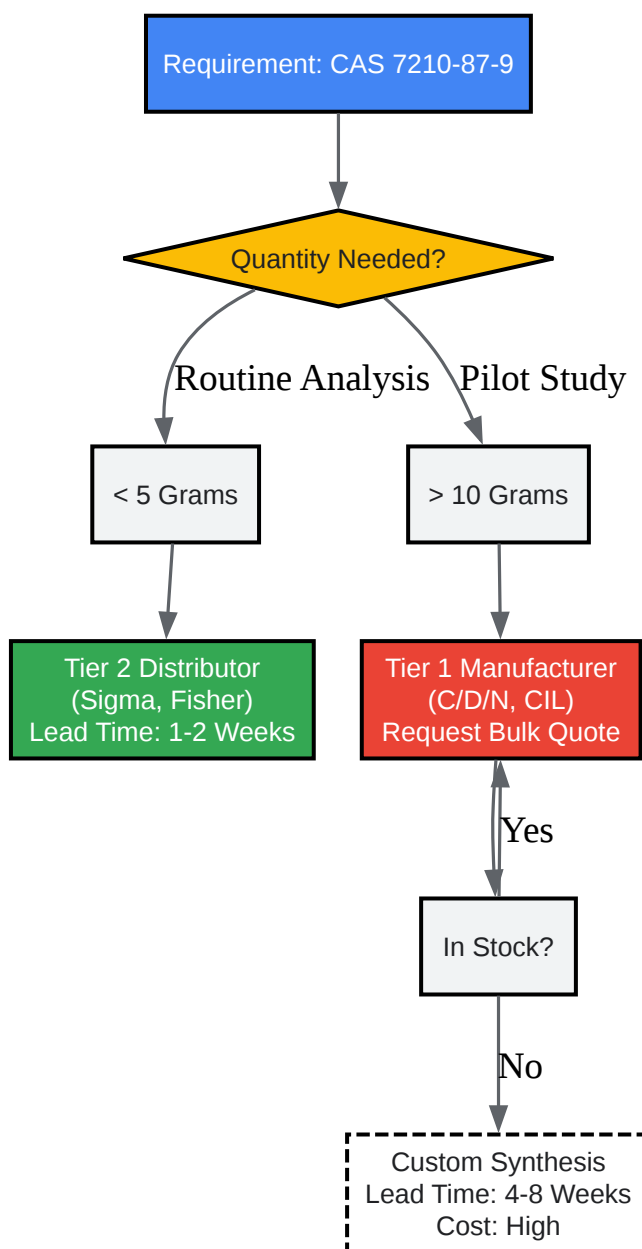 Requirement: CAS 7210-87-9
Quantity Needed?
Routine Analysis
Pilot Study
< 5 Grams
> 10 Grams
Tier 2 Distributor
(Sigma, Fisher)
Lead Time: 1-2 Weeks
Tier 1 Manufacturer
(C/D/N, CIL)
Request Bulk Quote
Yes
In Stock?
No
Custom Synthesis
Lead Time: 4-8 Weeks
Cost: High